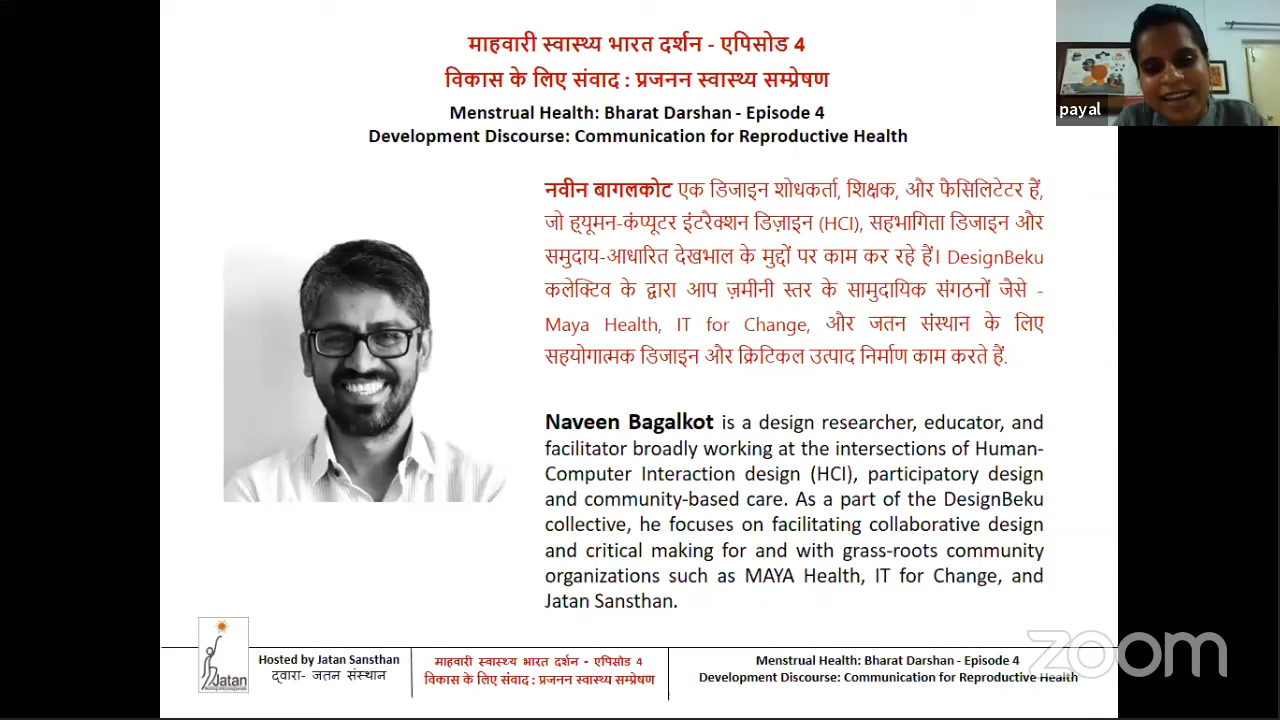 माहवारी स्वास्थ्य भारत दर्शन - एपिसोड 4
विकास के लिए संवाद : प्रजनन स्वास्थ्य सम्प्रेषण
Menstrual Health: Bharat Darshan - Episode 4
Development Discourse: Communication for Reproductive Health
payal
नवीन बागलकोट एक डिजाइन शोधकर्ता, शिक्षक, और फैसिलिटेटर हैं,
जो ह्यूमन-कंप्यूटर इंटरैक्शन डिज़ाइन (HCI), सहभागिता डिजाइन और
समुदाय-आधारित देखभाल के मुद्दों पर काम कर रहे हैं। DesignBeku
कलेक्टिव के द्वारा आप ज़मीनी स्तर के सामुदायिक संगठनों जैसे -
Maya Health, IT for Change, और जतन संस्थान के लिए
सहयोगात्मक डिजाइन और क्रिटिकल उत्पाद निर्माण काम करते हैं.
Naveen Bagalkot is a design researcher, educator, and
facilitator broadly working at the intersections of Human-
Computer Interaction design (HCI), participatory design
and community-based care. As a part of the DesignBeku
collective, he focuses on facilitating collaborative design
and critical making for and with grass-roots community
organizations such as MAYA Health, IT for Change, and
Jatan Sansthan.
Jatan
Hosted by Jatan Sansthan
द्वारा- जतन संस्थान
माहवारी स्वास्थ्य भारत दर्शन - एपिसोड 4
विकास के लिए संवाद : प्रजनन स्वास्थ्य सम्प्रेषण
Menstrual Health: Bharat Darshan - Episode 4
Development Discourse: Communication for Reproductive Health
zoom